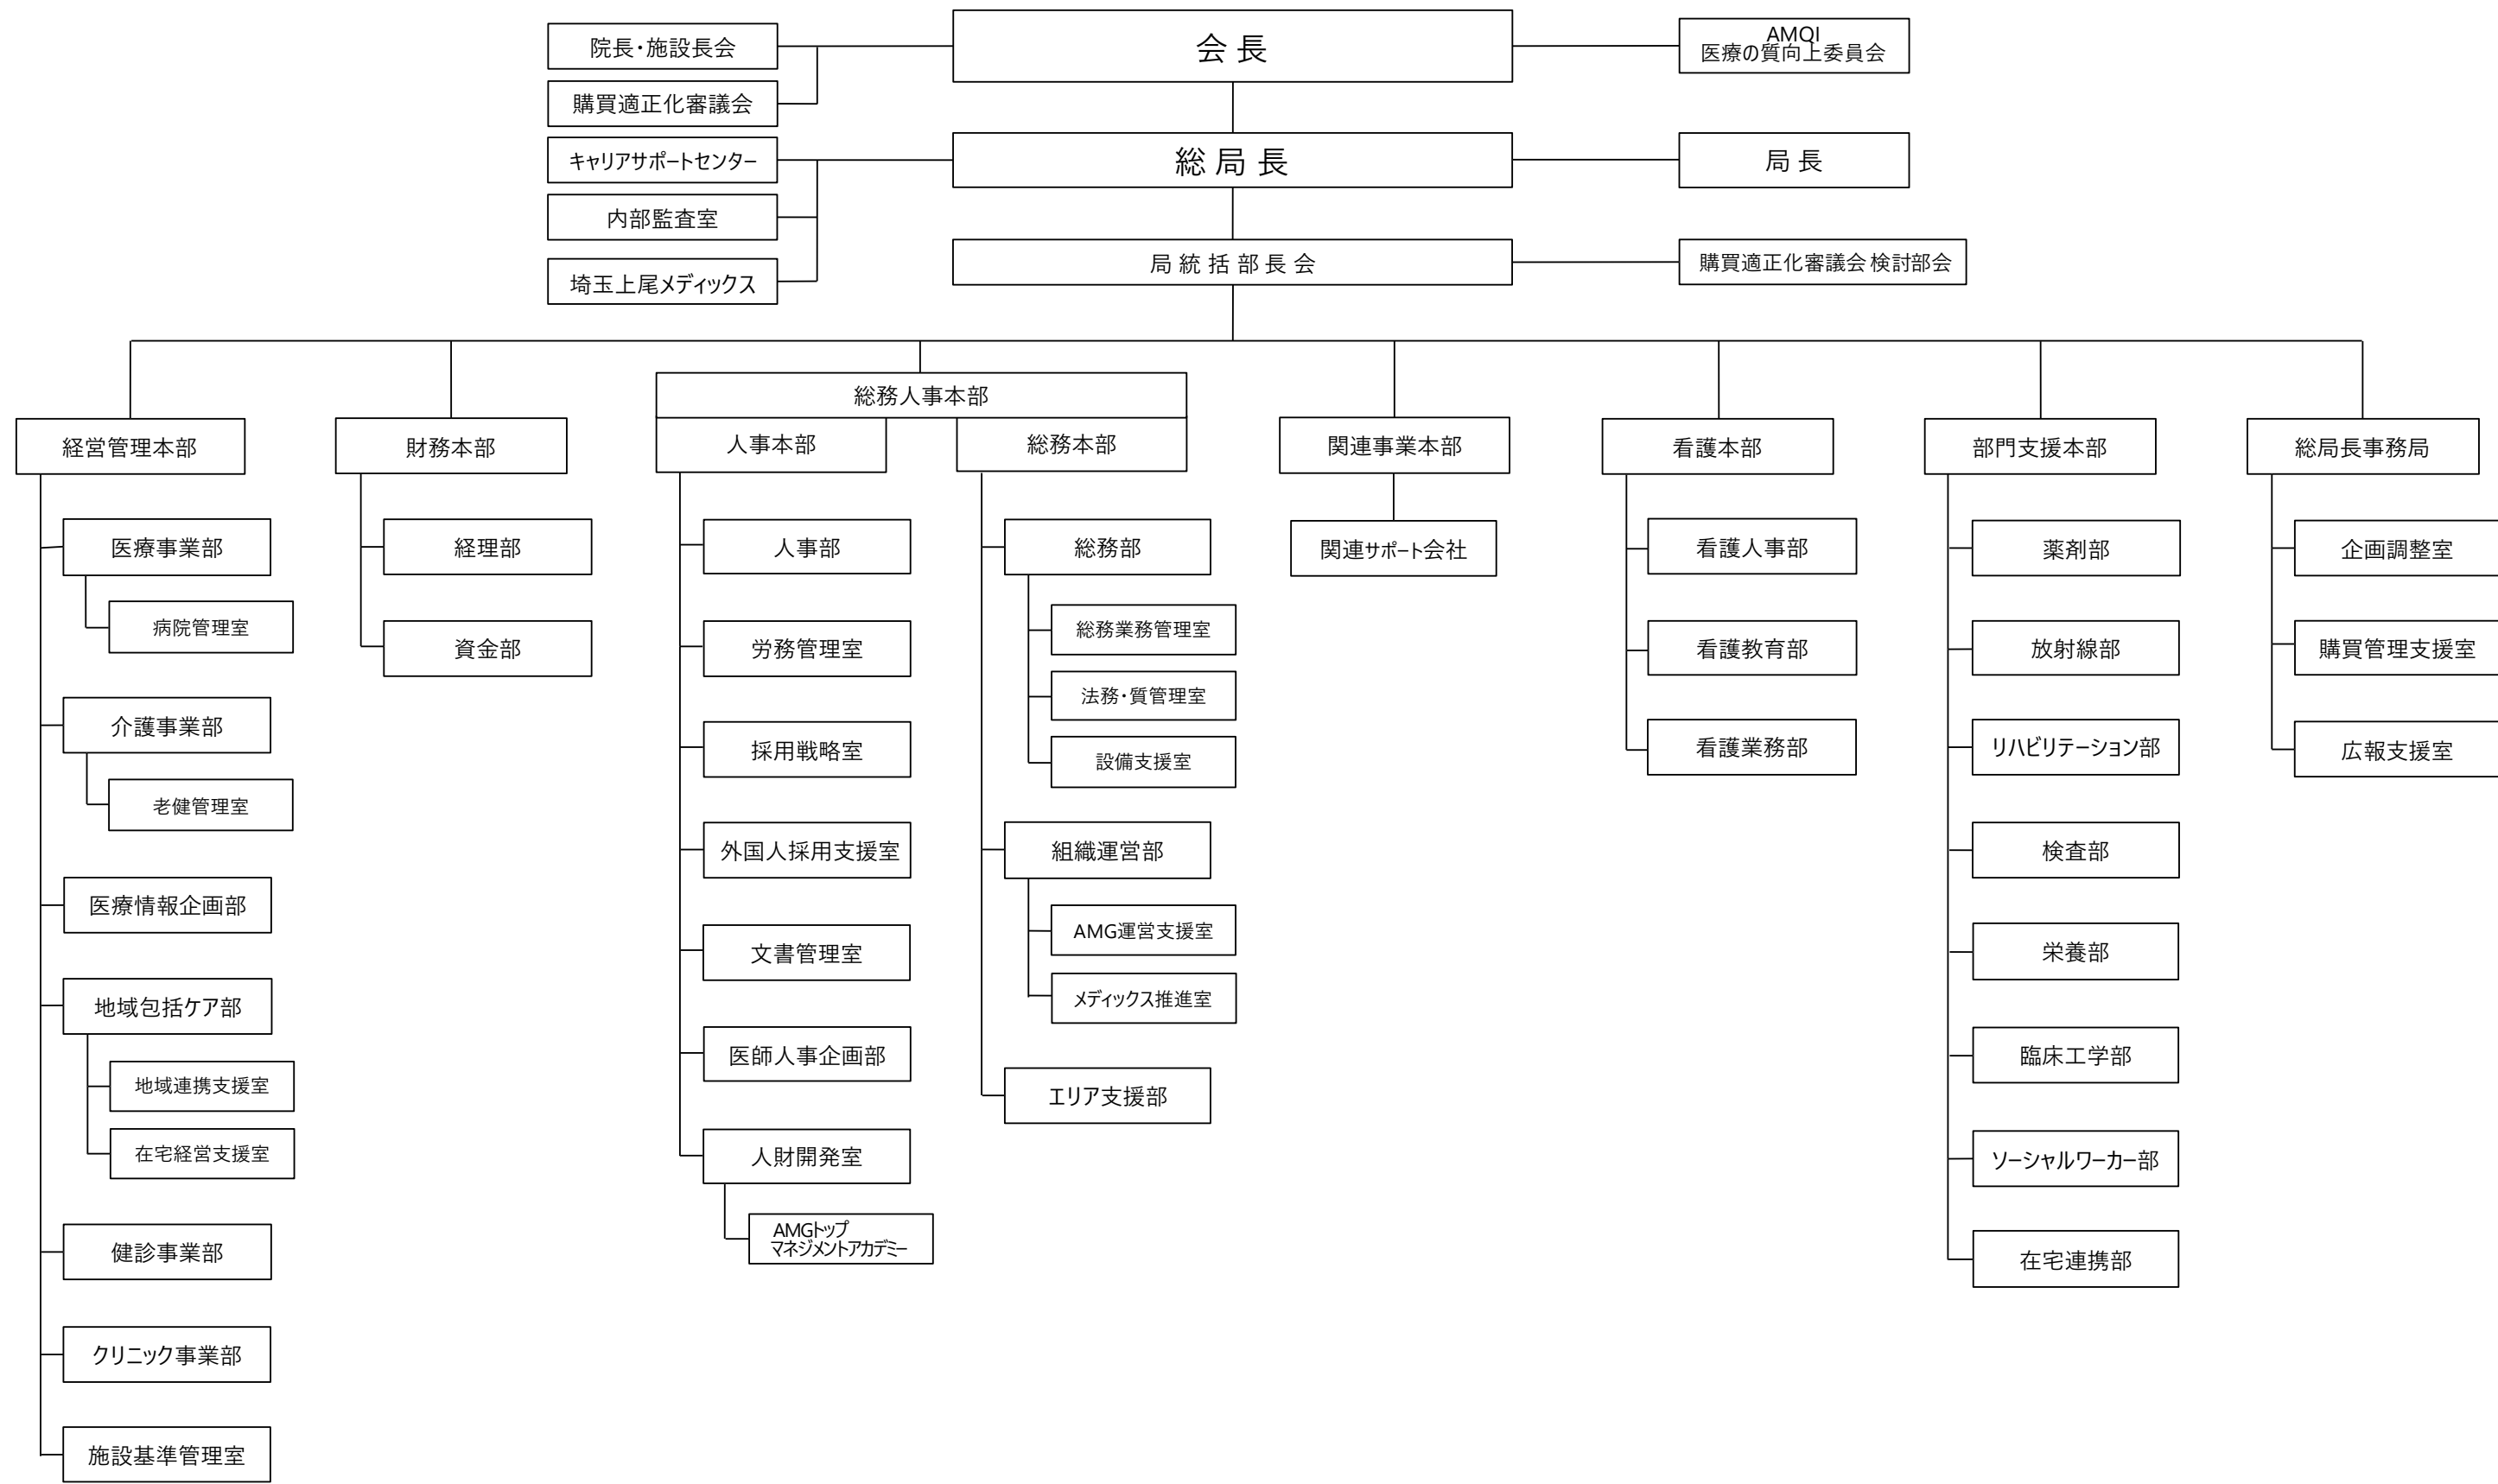 院長・施設長会
会長
AMQI
医療の質向上委員会
購買適正化審議会
キャリアサポートセンター
総局長
局長
内部監査室
局統括部長会
購買適正化審議会 検討部会
埼玉上尾メディックス
経営管理本部
医療事業部
病院管理室
介護事業部
老健管理室
医療情報企画部
地域包括ケア部
地域連携支援室
在宅経営支援室
健診事業部
クリニック事業部
施設基準管理室
財務本部
経理部
資金部
総務人事本部
人事本部
人事部
労務管理室
採用戦略室
外国人採用支援室
文書管理室
医師人事企画部
人財開発室
AMGトップ
マネジメントアカデミー
総務本部
総務部
総務業務管理室
法務・質管理室
設備支援室
組織運営部
AMG運営支援室
メディックス推進室
エリア支援部
関連事業本部
関連サポート会社
看護本部
看護人事部
看護教育部
看護業務部
部門支援本部
薬剤部
放射線部
リハビリテーション部
検査部
栄養部
臨床工学部
ソーシャルワーカー部
在宅連携部
総局長事務局
企画調整室
購買管理支援室
広報支援室